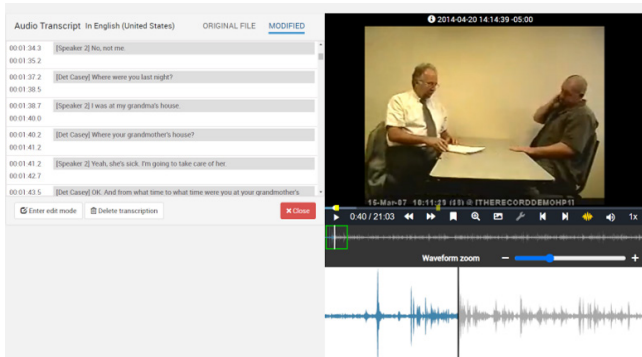 Audio Transcript In English (United States) ORIGINAL FILE MODIFIED
00:01:34.3 [Speaker 2] No, not me.
00:01:35.2
00:01:37.2 [Det Casey] Where were you last night?
00:01:38.5
00:01:38.7 [Speaker 2] I was at my grandma's house.
00:01:40.0
00:01:40.2 [Det Casey] Where your grandmother's house?
00:01:41.2
00:01:41.2 [Speaker 2] Yeah, she's sick. I'm going to take care of her.
00:01:42.7
00:01:43.5 [Det Casey] OK. And from what time to what time were you at your grandmother's
Enter edit mode Delete transcription Close
2014-04-20 14:14:39 -05:00
15-Mar-07 18:11:23
0:40 / 21:03 1x
Waveform zoom